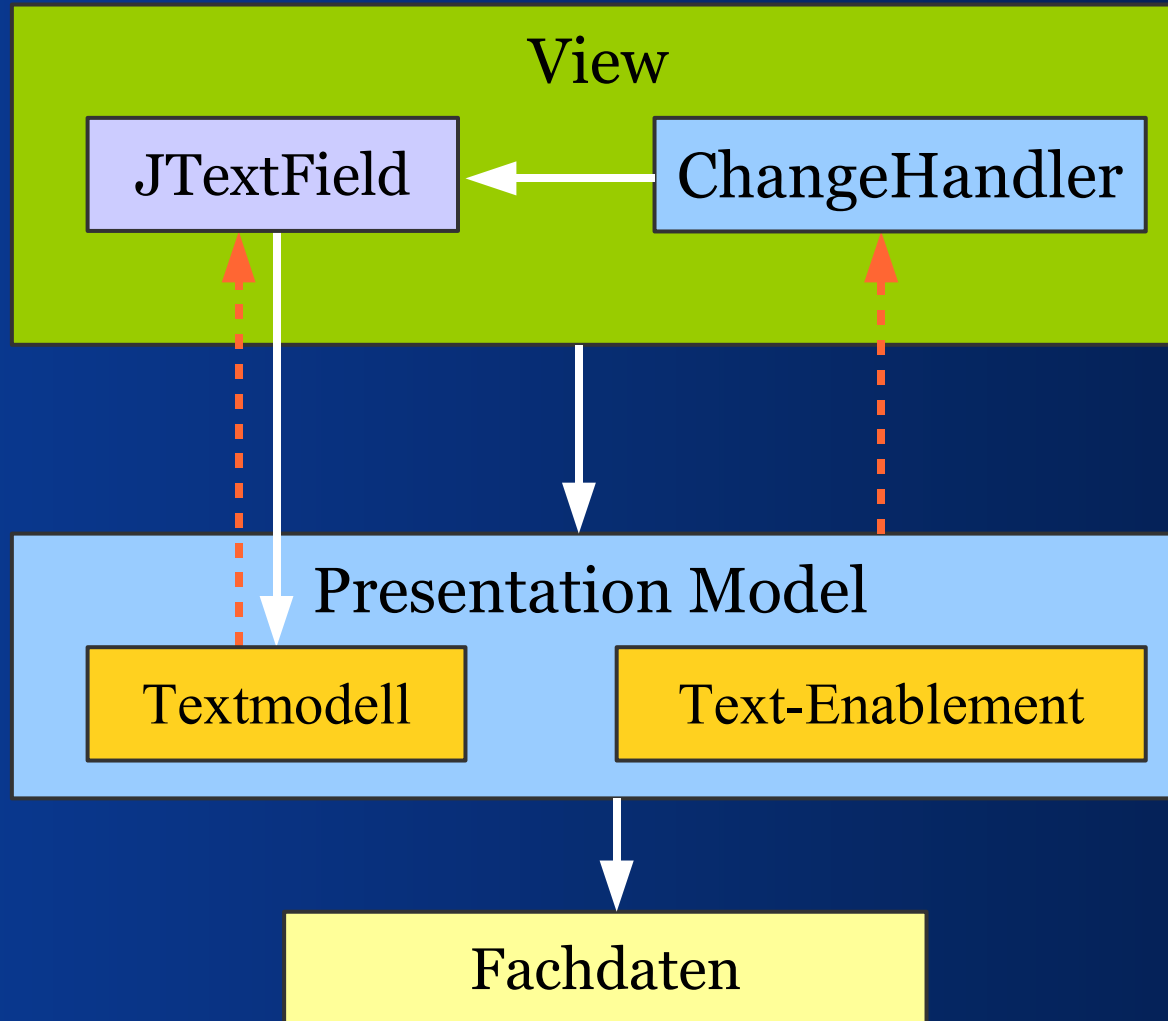 View
JTextField
ChangeHandler
Presentation Model
Textmodell
Text-Enablement
Fachdaten